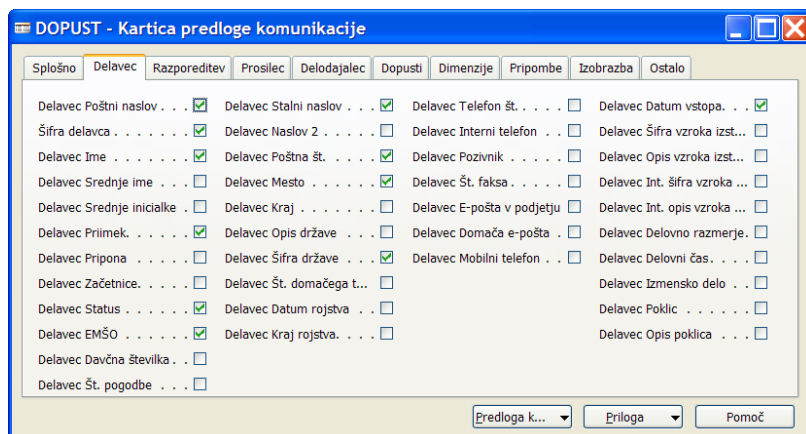 DOPUST - Kartica predloge komunikacije
Splošno Delavec Razporeditev Prosilec Delodajalec Dopusti Dimenzije Pripombe Izobrazba Ostalo
Delavec Poštni naslov . . .
Šifra delavca . . . . . . .
Delavec Ime . . . . . . .
Delavec Srednje ime . . .
Delavec Srednje inicialke .
Delavec Priimek. . . . . .
Delavec Pripona . . . . .
Delavec Začetnice. . . . .
Delavec Status . . . . . .
Delavec EMŠO . . . . . .
Delavec Davčna številka . .
Delavec Št. pogodbe . . .
Delavec Stalni naslov . . .
Delavec Naslov 2 . . . . .
Delavec Poštna št. . . . .
Delavec Mesto . . . . . .
Delavec Kraj . . . . . . .
Delavec Opis države . . .
Delavec Šifra države . . .
Delavec Št. domačega t...
Delavec Datum rojstva . .
Delavec Kraj rojstva. . . .
Delavec Telefon št. . . . .
Delavec Interni telefon . .
Delavec Pozivnik . . . . .
Delavec Št. faksa . . . . .
Delavec E-pošta v podjetju
Delavec Domača e-pošta .
Delavec Mobilni telefon . .
Delavec Datum vstopa. . .
Delavec Šifra vzroka izst...
Delavec Opis vzroka izst...
Delavec Int. šifra vzroka ...
Delavec Int. opis vzroka ...
Delavec Delovno razmerje.
Delavec Delovni čas. . . .
Delavec Izmensko delo . .
Delavec Poklic . . . . . .
Delavec Opis poklica . . .
Predloga k... Priloga Pomoč